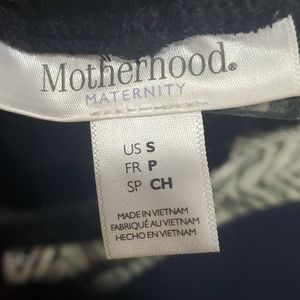 Motherhood®
MATERNITY
US S
FR P
SP CH
MADE IN VIETNAM
FABRIQUÉ AU VIETNAM
HECHO EN VIETNAM